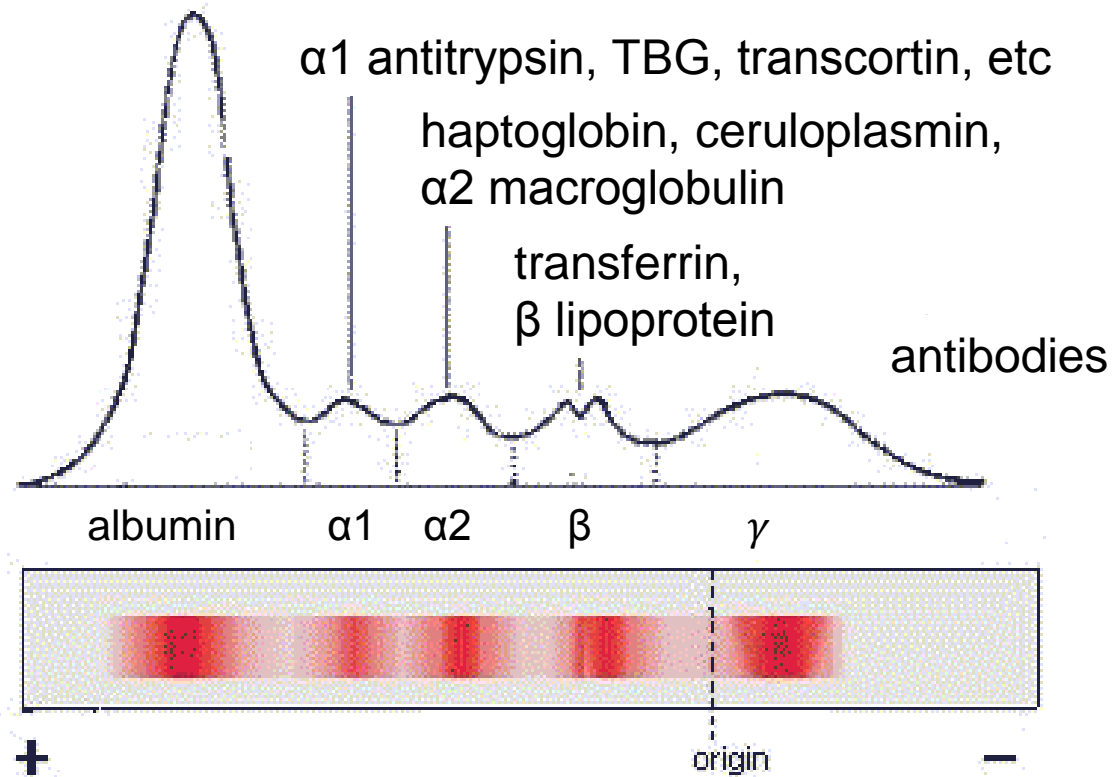 α1 antitrypsin, TBG, transcortin, etc
haptoglobin, ceruloplasmin,
α2 macroglobulin
transferrin,
β lipoprotein
antibodies
albumin α1 α2 β γ
origin
+ −